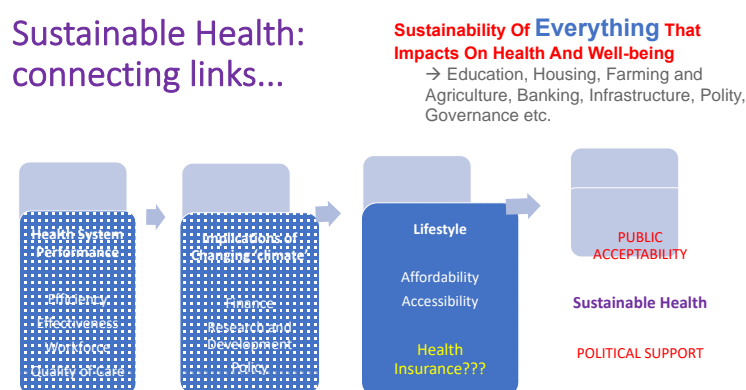 Sustainable Health:
connecting links...
Sustainability Of Everything That
Impacts On Health And Well-being
→ Education, Housing, Farming and
Agriculture, Banking, Infrastructure, Polity,
Governance etc.
Health System
Performance
Efficiency
Effectiveness
Workforce
Quality of Care
Implications of
Changing 'climate'
Finance
Research and
Development
Policy
Lifestyle
Affordability
Accessibility
Health
Insurance???
PUBLIC
ACCEPTABILITY
Sustainable Health
POLITICAL SUPPORT